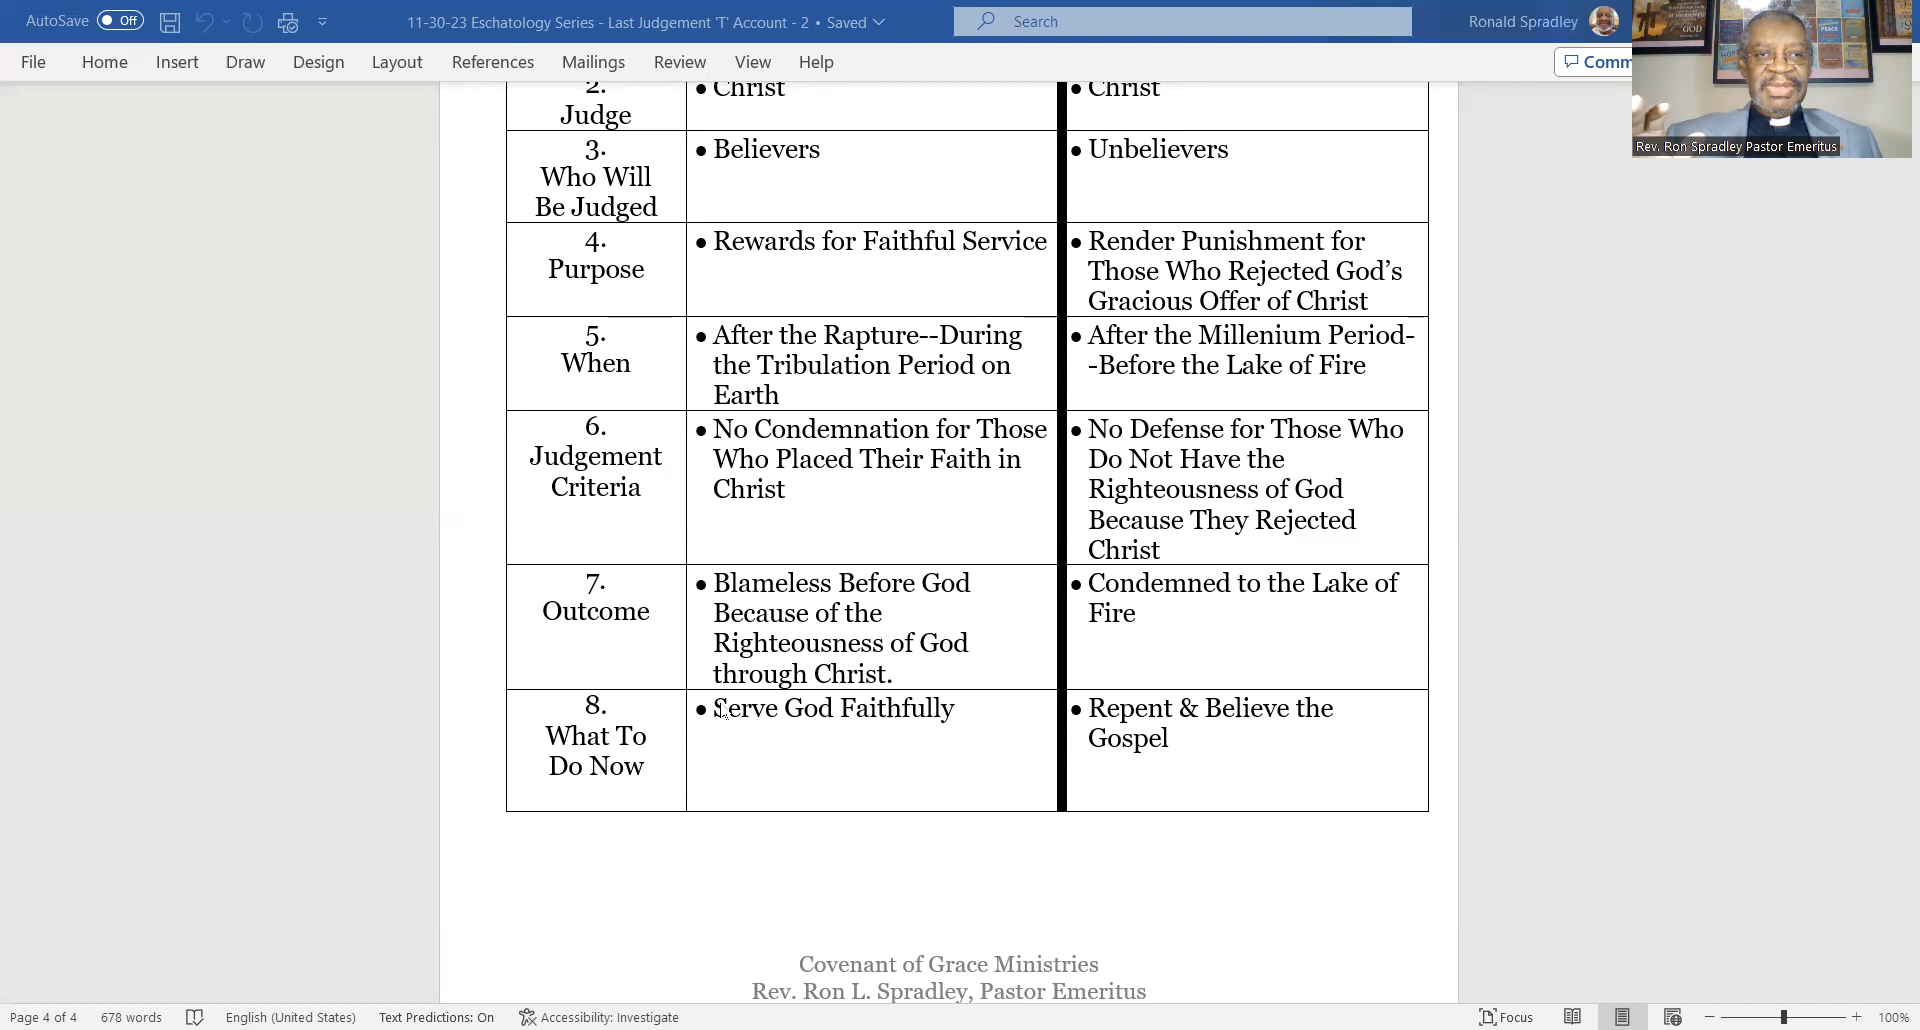 AutoSave Off 11-30-23 Eschatology Series - Last Judgement 'T' Account - 2 • Saved Search Ronald Spradley
File Home Insert Draw Design Layout References Mailings Review View Help Comm
2.
Judge
• Christ
• Christ
3.
Who Will
Be Judged
• Believers
• Unbelievers
4.
Purpose
• Rewards for Faithful Service
• Render Punishment for
Those Who Rejected God’s
Gracious Offer of Christ
5.
When
• After the Rapture--During
the Tribulation Period on
Earth
• After the Millenium Period-
-Before the Lake of Fire
6.
Judgement
Criteria
• No Condemnation for Those
Who Placed Their Faith in
Christ
• No Defense for Those Who
Do Not Have the
Righteousness of God
Because They Rejected
Christ
7.
Outcome
• Blameless Before God
Because of the
Righteousness of God
through Christ.
• Condemned to the Lake of
Fire
8.
What To
Do Now
• Serve God Faithfully
• Repent & Believe the
Gospel
Covenant of Grace Ministries
Rev. Ron L. Spradley, Pastor Emeritus
GOD
PEACE
Rev. Ron Spradley Pastor Emeritus
Page 4 of 4 678 words English (United States) Text Predictions: On Accessibility: Investigate Focus 100%